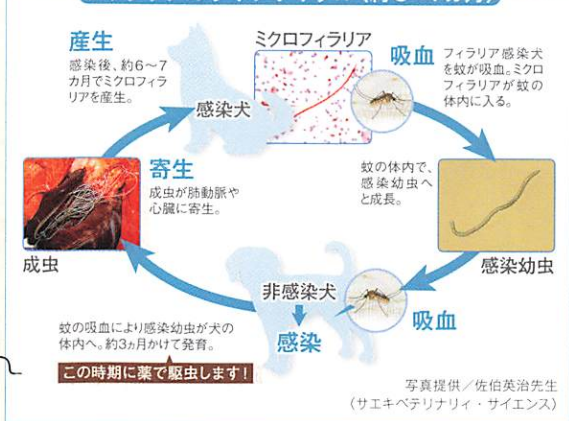 産生
感染後、約6〜7
カ月でミクロフィラ
リアを産生。
ミクロフィラリア
感染犬
吸血
フィラリア感染犬
を蚊が吸血。ミクロ
フィラリアが蚊の
体内に入る。
寄生
成虫が肺動脈や
心臓に寄生。
成虫
蚊の体内で、
感染幼虫へ
と成長。
感染幼虫
非感染犬
感染
吸血
蚊の吸血により感染幼虫が犬の
体内へ。約3ヵ月かけて発育。
この時期に薬で駆虫します!
写真提供/佐伯英治先生
(サエキベテリナリィ・サイエンス)